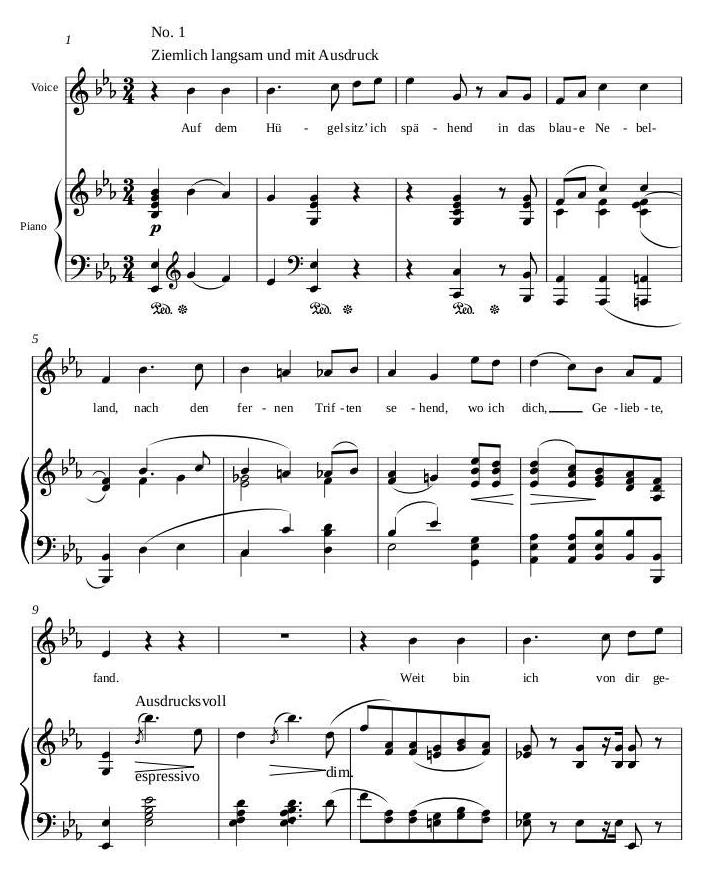 No. 1
1
Ziemlich langsam und mit Ausdruck
Voice
Auf dem Hü - gel sitz’ ich spä - hend in das blau - e Ne - bel-
Piano
p
Ped. Ped. Ped.
5
land, nach den fer - nen Trif - ten se - hend, wo ich dich, Ge - lieb - te,
9
fand. Weit bin ich von dir ge-
Ausdrucksvoll
espressivo dim.